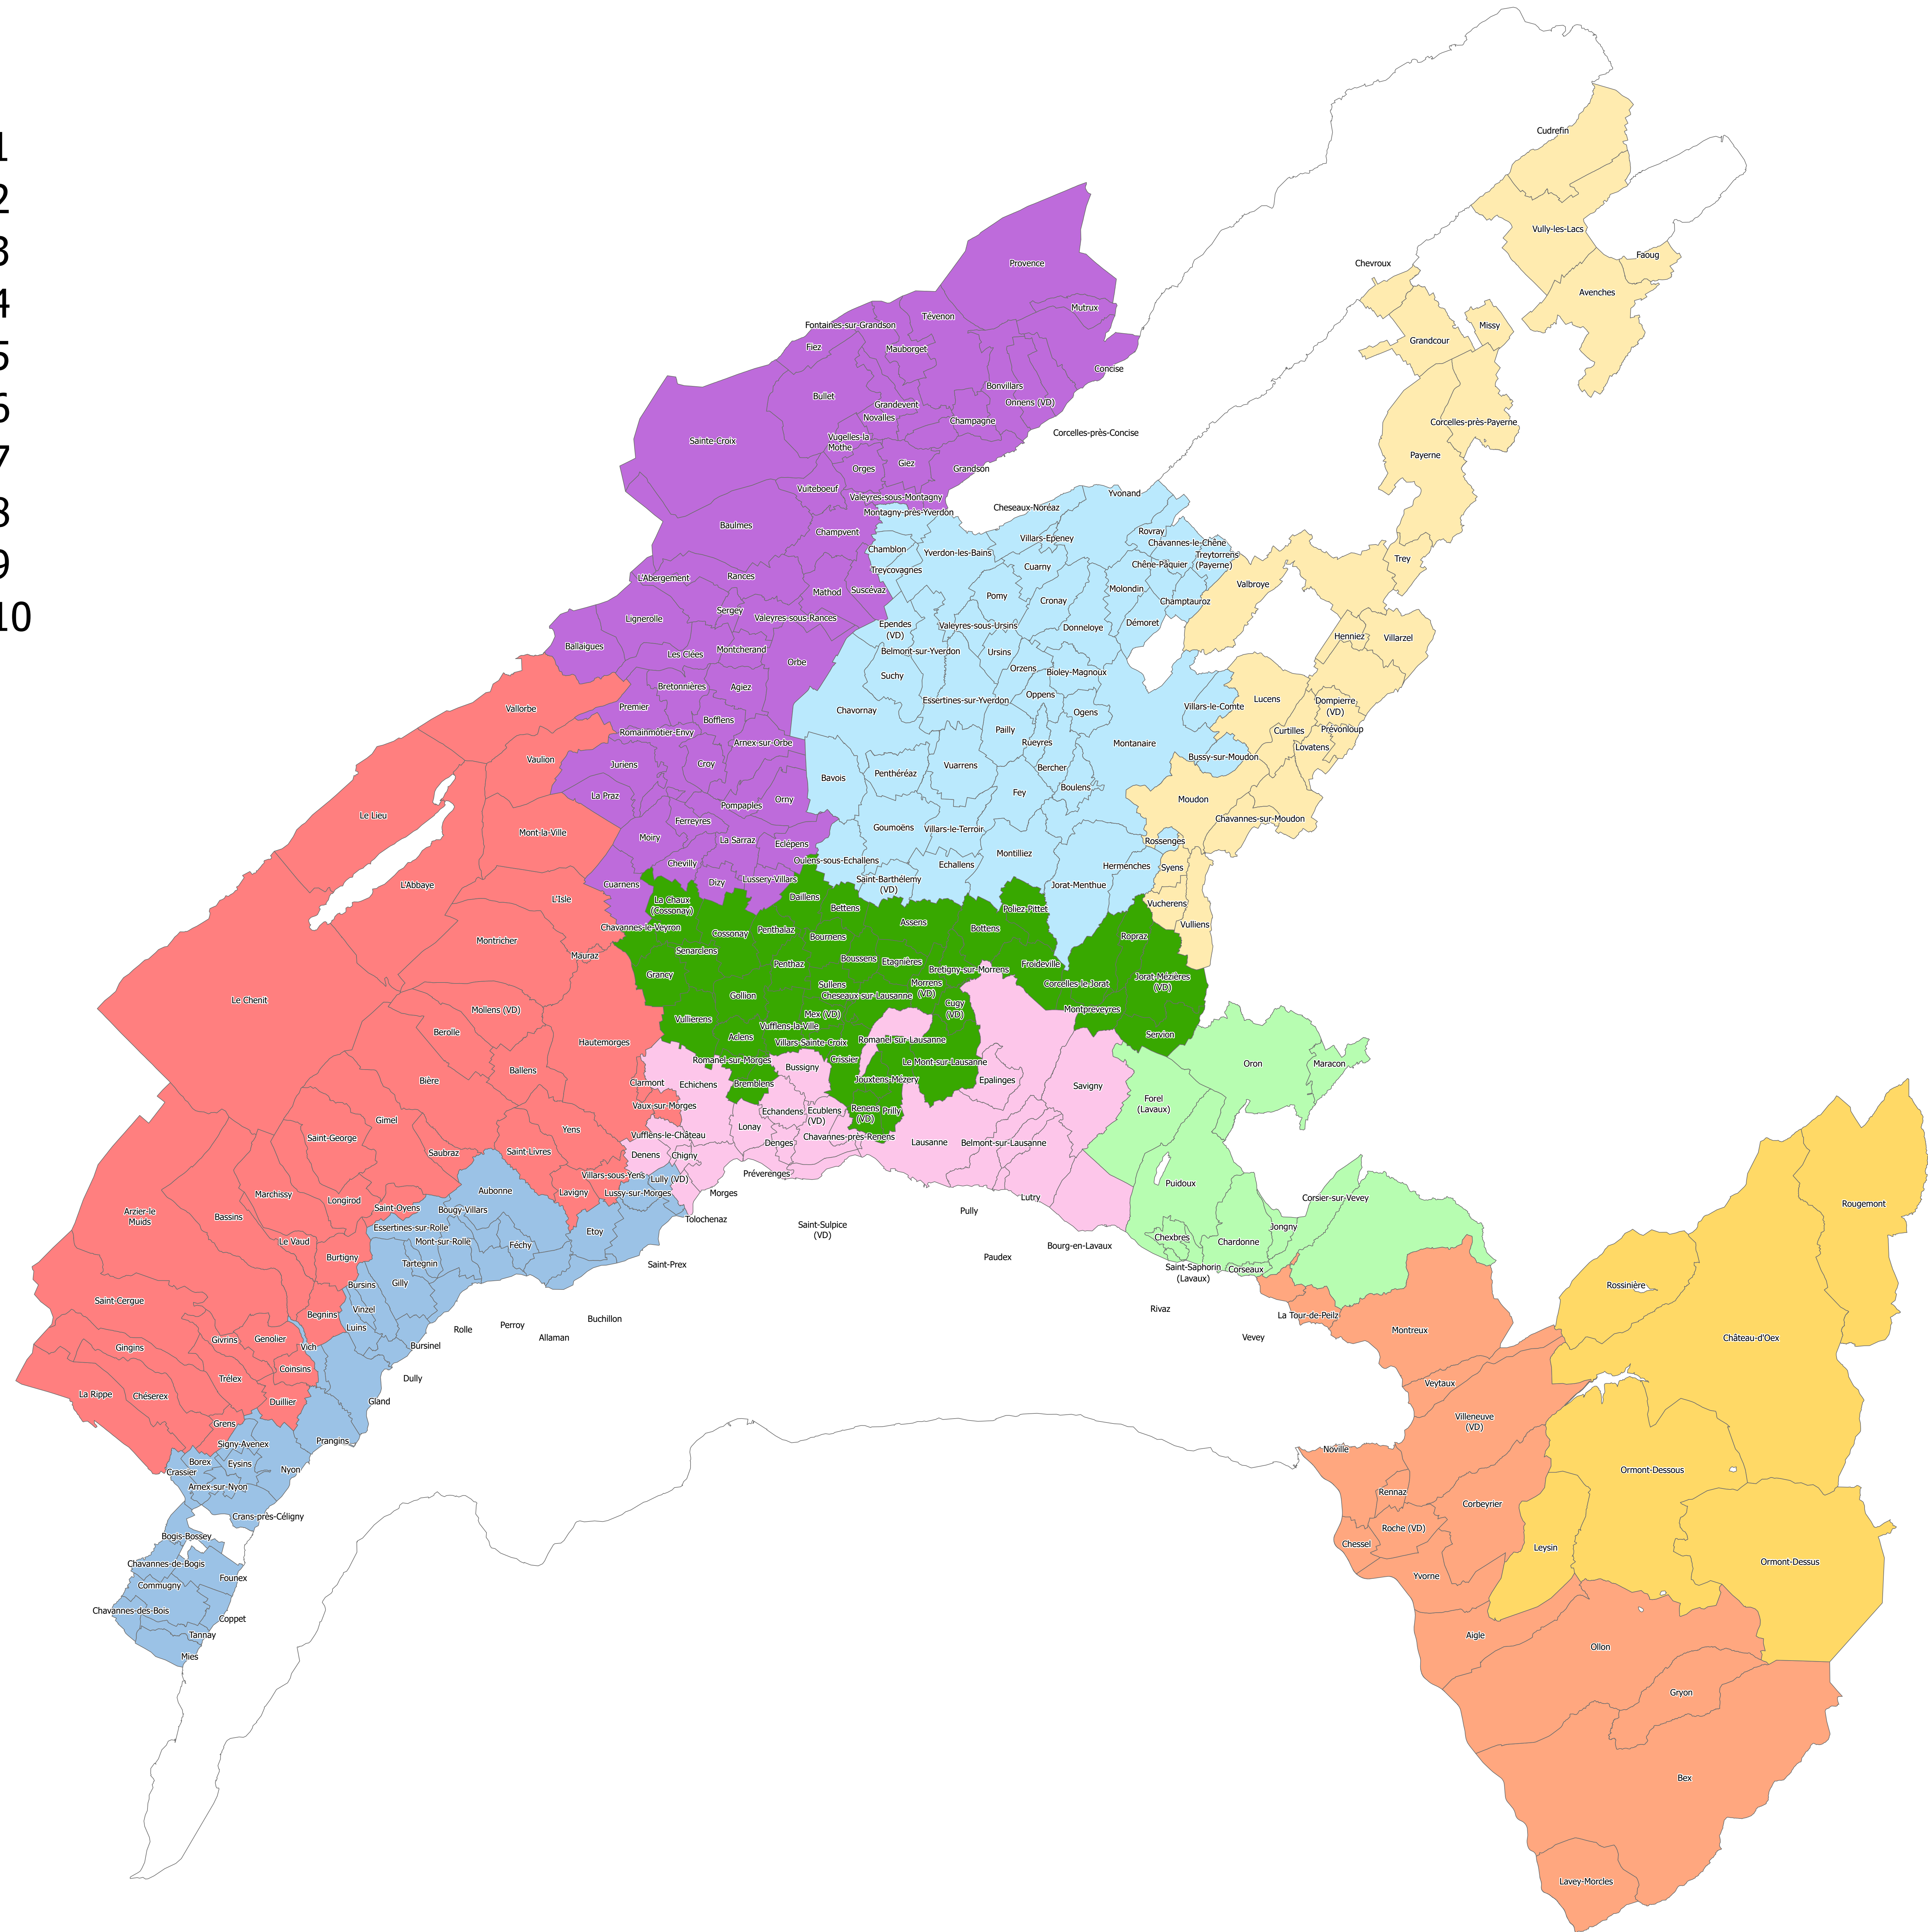 1
2
3
4
5
6
7
8
9
10
Cudrefin
Vully-les-Lacs
Faoug
Chevroux
Provence
Avenches
Mutrux
Tévenon
Fontaines-sur-Grandson
Missy
Grandcour
Fiez
Mauborget
Concise
Bonvillars
Bullet
Onnens (VD)
Grandevent
Novalles
Champagne
Corcelles-près-Payerne
Corcelles-près-Concise
Sainte-Croix
Vugelles-la
Mothe
Payerne
Orges
Giez
Grandson
Vuiteboeuf
Valeyres-sous-Montagny
Yvonand
Cheseaux-Noréaz
Montagny-près-Yverdon
Baulmes
Champvent
Rovray
Villars-Epeney
Chavannes-le-Chêne
Chamblon
Yverdon-les-Bains
Treytorrens
(Payerne)
Trey
Cuarny
Chêne-Pâquier
Treycovagnes
L'Abergement
Rances
Valbroye
Mathod
Suscévaz
Molondin
Pomy
Cronay
Champtauroz
Sergey
Lignerolle
Valeyres-sous-Rances
Ependes
(VD)
Valeyres-sous-Ursins
Donneloye
Démoret
Henniez
Villarzel
Ballaigues
Les Clées
Montcherand
Orbe
Belmont-sur-Yverdon
Ursins
Orzens
Bioley-Magnoux
Suchy
Bretonnières
Agiez
Oppens
Essertines-sur-Yverdon
Lucens
Dompierre
(VD)
Vallorbe
Premier
Chavornay
Ogens
Villars-le-Comte
Bofflens
Romainmôtier-Envy
Pailly
Rueyres
Curtilles
Prévonloup
Arnex-sur-Orbe
Montanaire
Lovatens
Vaulion
Juriens
Croy
Bavois
Penthéréaz
Vuarrens
Bercher
Bussy-sur-Moudon
Boulens
La Praz
Orny
Fey
Moudon
Pompaples
Le Lieu
Ferreyres
Goumoëns
Villars-le-Terroir
Chavannes-sur-Moudon
Mont-la-Ville
Moiry
La Sarraz
Eclépens
Rossenges
Montilliez
Chevilly
Oulens-sous-Echallens
Echallens
Hermenches
Syens
L'Abbaye
Cuarnens
Dizy
Lussery-Villars
Saint-Barthélemy
(VD)
Jorat-Menthue
L'Isle
La Chaux
(Cossonay)
Daillens
Bettens
Poliez-Pittet
Vucherens
Chavannes-le-Veyron
Cossonay
Penthalaz
Bournens
Assens
Bottens
Vulliens
Ropraz
Montricher
Mauraz
Senarclens
Penthaz
Boussens
Etagnières
Bretigny-sur-Morrens
Froideville
Grancy
Jorat-Mézières
(VD)
Le Chenit
Sullens
Morrens
(VD)
Corcelles-le-Jorat
Gollion
Cheseaux-sur-Lausanne
Cugy
(VD)
Mollens (VD)
Vullierens
Mex (VD)
Montpreveyres
Berolle
Vufflens-la-Ville
Hautemorges
Aclens
Villars-Sainte-Croix
Romanel-sur-Lausanne
Servion
Romanel-sur-Morges
Crissier
Le Mont-sur-Lausanne
Oron
Maracon
Ballens
Bussigny
Bière
Clarmont
Echichens
Bremblens
Jouxtens-Mézery
Epalinges
Savigny
Forel
(Lavaux)
Vaux-sur-Morges
Echandens
Ecublens
(VD)
Renens
(VD)
Prilly
Gimel
Lonay
Yens
Saint-George
Vufflens-le-Château
Denges
Chavannes-près-Renens
Lausanne
Belmont-sur-Lausanne
Saubraz
Saint-Livres
Denens
Chigny
Préverenges
Villars-sous-Yens
Lully (VD)
Puidoux
Marchissy
Aubonne
Lavigny
Lussy-sur-Morges
Morges
Lutry
Corsier-sur-Vevey
Longirod
Saint-Oyens
Bougy-Villars
Rougemont
Arzier-le
Muids
Bassins
Pully
Tolochenaz
Saint-Sulpice
(VD)
Essertines-sur-Rolle
Etoy
Jongny
Le Vaud
Mont-sur-Rolle
Féchy
Chexbres
Chardonne
Bourg-en-Lavaux
Burtigny
Tartegnin
Saint-Prex
Paudex
Saint-Saphorin
(Lavaux)
Corseaux
Bursins
Gilly
Rossinière
Saint-Cergue
Vinzel
Begnins
Rivaz
La Tour-de-Peilz
Buchillon
Luins
Rolle
Perroy
Allaman
Montreux
Vevey
Château-d'Oex
Givrins
Genolier
Gingins
Vich
Bursinel
Coinsins
Trélex
Dully
Veytaux
La Rippe
Chéserex
Duillier
Gland
Grens
Villeneuve
(VD)
Signy-Avenex
Prangins
Noville
Borex
Eysins
Crassier
Nyon
Ormont-Dessous
Arnex-sur-Nyon
Rennaz
Corbeyrier
Crans-près-Céligny
Roche (VD)
Bogis-Bossey
Chessel
Leysin
Chavannes-de-Bogis
Ormont-Dessus
Founex
Yvorne
Commugny
Chavannes-des-Bois
Coppet
Tannay
Aigle
Ollon
Mies
Gryon
Bex
Lavey-Morcles